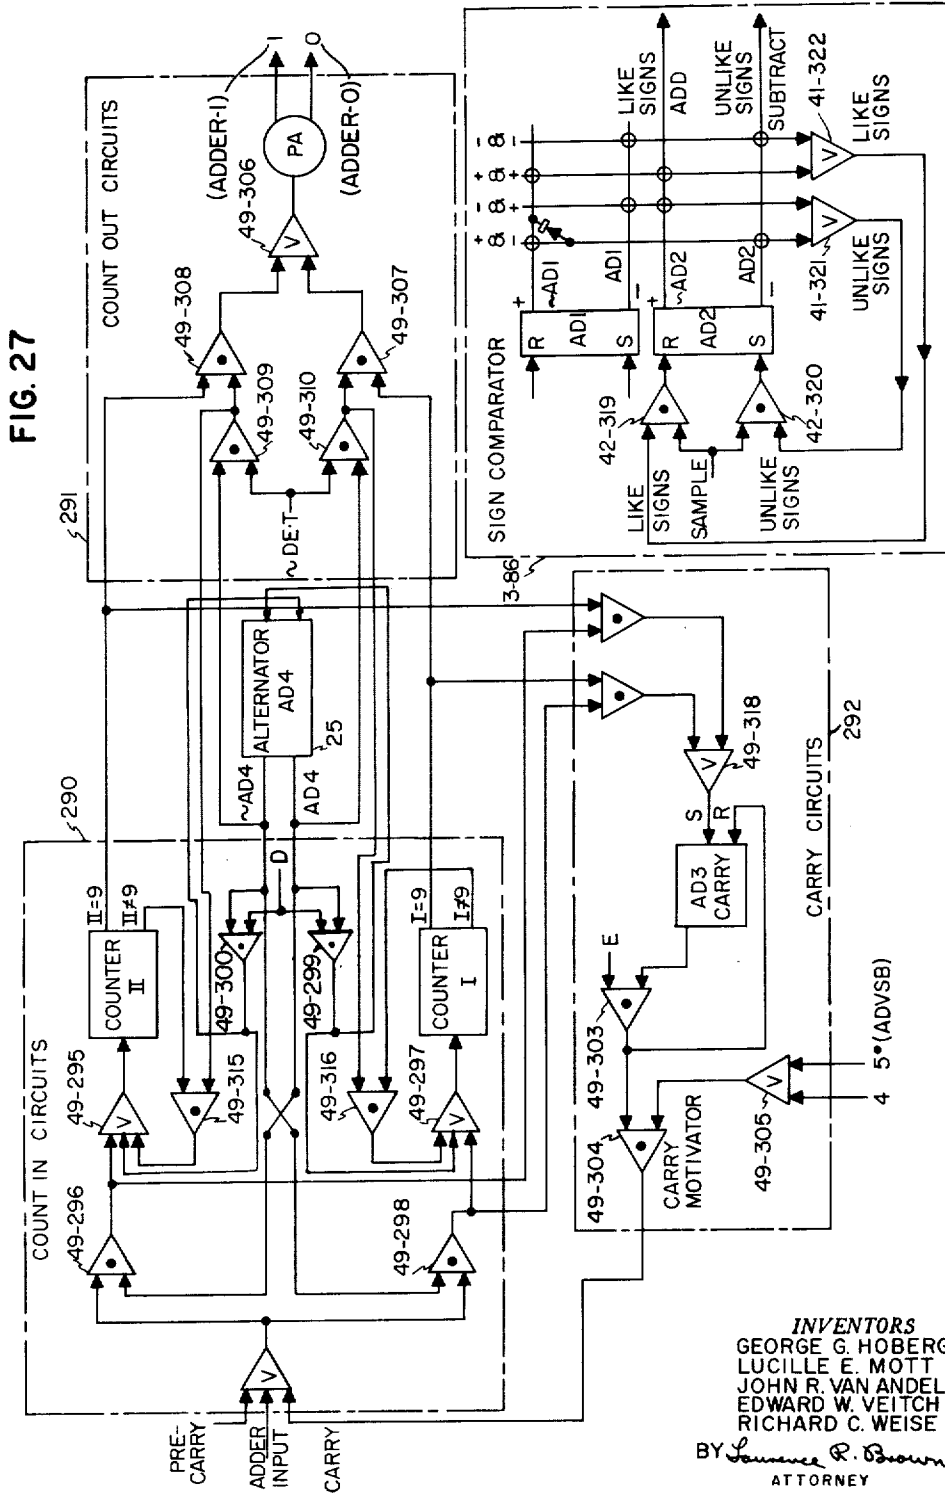 FIG. 27
291
COUNT OUT CIRCUITS
(ADDER-1)
1
0
(ADDER-0)
49-306
V
PA
49-308
49-307
49-309
49-310
~DE·T
ALTERNATOR
AD4
25
~AD4
AD4
290
COUNT IN CIRCUITS
II=9
II≠9
COUNTER
II
49-295
V
49-296
49-315
49-300
D
49-299
49-316
I=9
I≠9
COUNTER
I
49-297
V
49-298
V
PRE-
CARRY
ADDER
INPUT
CARRY
SIGN COMPARATOR
3-86
- & -
+ & +
- & +
+ & -
LIKE
SIGNS
ADD
UNLIKE
SIGNS
SUBTRACT
+
~AD1
AD1
-
R
AD1
S
+
~AD2
AD2
-
R
AD2
S
42-319
42-320
LIKE
SIGNS
SAMPLE
UNLIKE
SIGNS
V
41-322
LIKE
SIGNS
V
41-321
UNLIKE
SIGNS
292
CARRY CIRCUITS
49-318
V
S
R
AD3
CARRY
E
49-303
49-304
CARRY
MOTIVATOR
49-305
V
4
5•(ADVSB)
INVENTORS
GEORGE G. HOBERG
LUCILLE E. MOTT
JOHN R. VAN ANDEL
EDWARD W. VEITCH
RICHARD C. WEISE
BY Laurence R. Brown
ATTORNEY